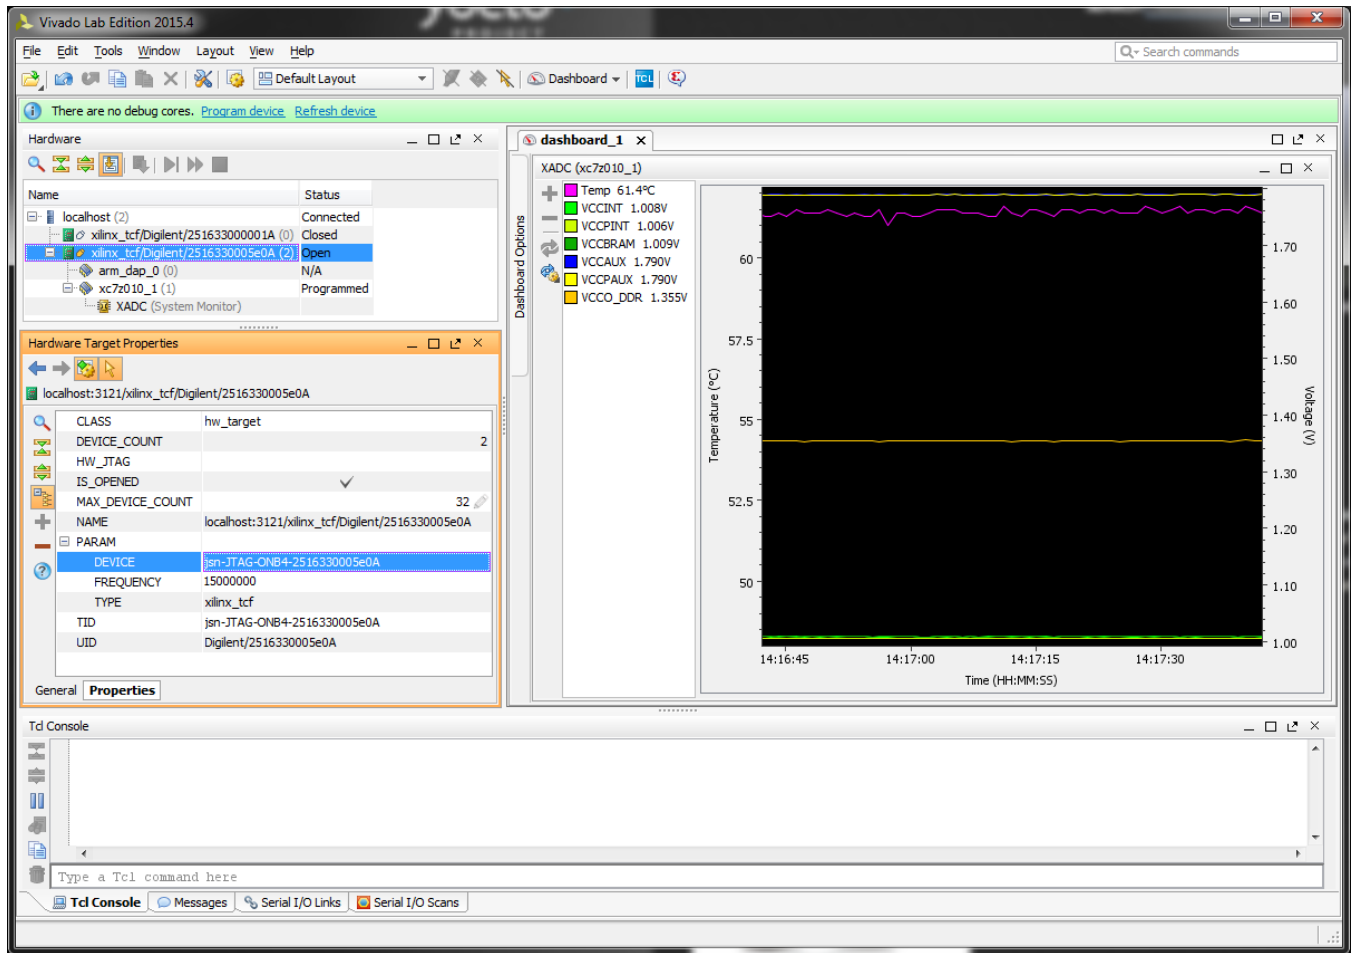 yocto
PROJECT
Vivado Lab Edition 2015.4
File Edit Tools Window Layout View Help
Search commands
Default Layout
Dashboard
TCL
There are no debug cores. Program device Refresh device
Hardware
Name Status
localhost (2) Connected
xilinx_tcf/Digilent/251633000001A (0) Closed
xilinx_tcf/Digilent/2516330005e0A (2) Open
arm_dap_0 (0) N/A
xc7z010_1 (1) Programmed
XADC (System Monitor)
Hardware Target Properties
localhost:3121/xilinx_tcf/Digilent/2516330005e0A
CLASS hw_target
DEVICE_COUNT 2
HW_JTAG
IS_OPENED
MAX_DEVICE_COUNT 32
NAME localhost:3121/xilinx_tcf/Digilent/2516330005e0A
PARAM
DEVICE jsn-JTAG-ONB4-2516330005e0A
FREQUENCY 15000000
TYPE xilinx_tcf
TID jsn-JTAG-ONB4-2516330005e0A
UID Digilent/2516330005e0A
General Properties
dashboard_1
Dashboard Options
XADC (xc7z010_1)
Temp 61.4°C
VCCINT 1.008V
VCCPINT 1.006V
VCCBRAM 1.009V
VCCAUX 1.790V
VCCPAUX 1.790V
VCCO_DDR 1.355V
Temperature (°C)
60
57.5
55
52.5
50
1.70
1.60
1.50
1.40
1.30
1.20
1.10
1.00
Voltage (V)
14:16:45 14:17:00 14:17:15 14:17:30
Time (HH:MM:SS)
Tcl Console
Type a Tcl command here
Tcl Console Messages Serial I/O Links Serial I/O Scans